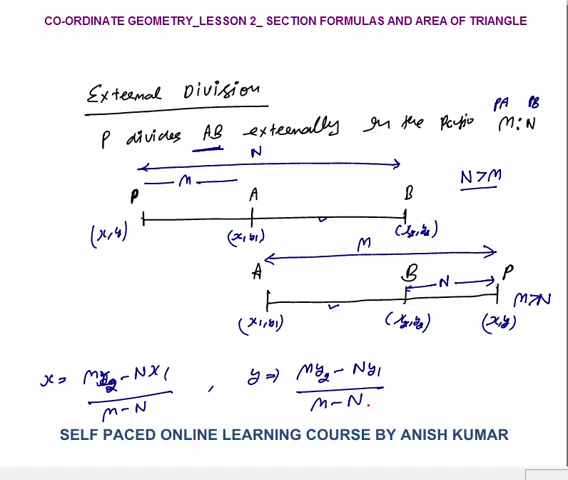 CO-ORDINATE GEOMETRY_LESSON 2_ SECTION FORMULAS AND AREA OF TRIANGLE
External Division
PA PB
P divides AB externally in the Ratio M:N
N
M
N>M
P A B
(x,y) (x1,y1) (x2,y2)
M
A B N P
M>N
(x1,y1) (x2,y2) (x,y)
x = Mx2 - Nx1 / M-N , y => My2 - Ny1 / M-N.
SELF PACED ONLINE LEARNING COURSE BY ANISH KUMAR